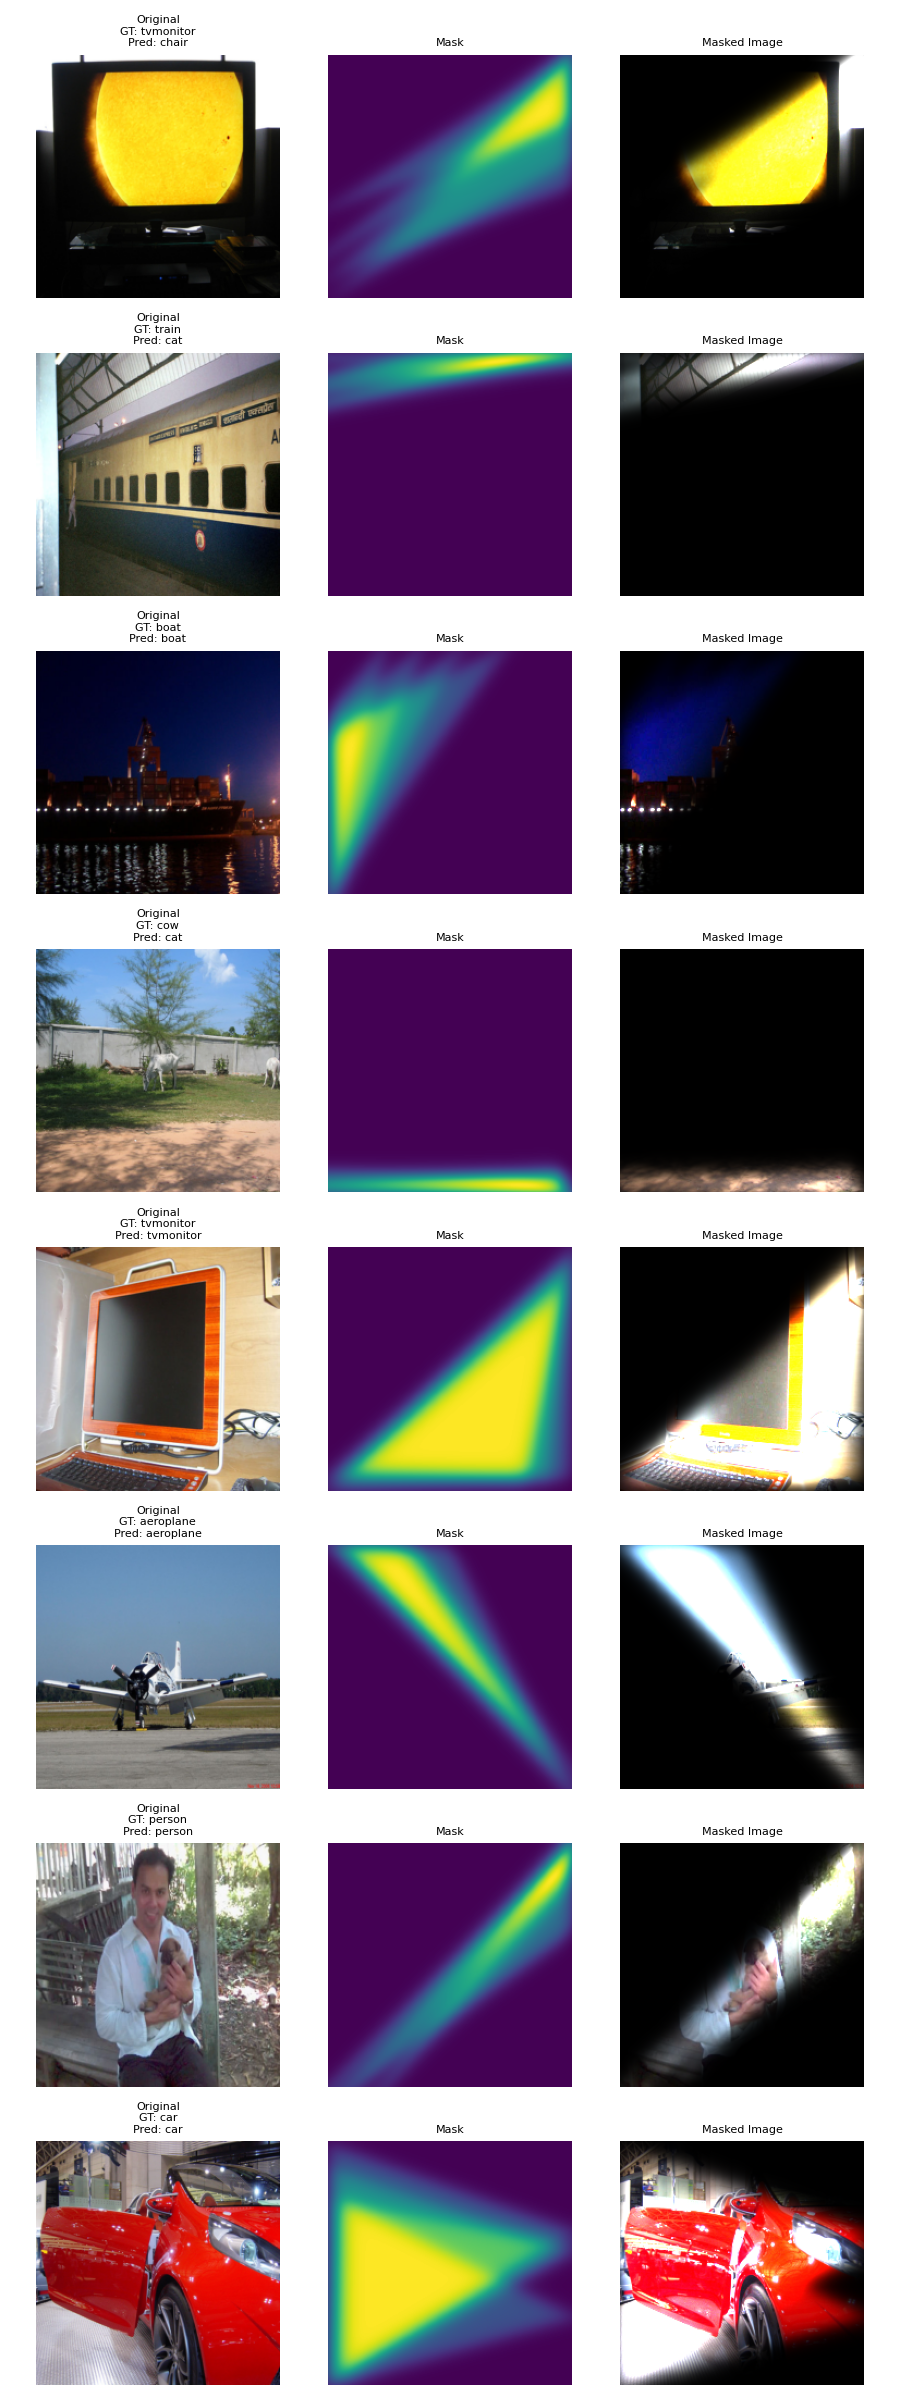 Original
GT: tvmonitor
Pred: chair
Mask
Masked Image
Original
GT: train
Pred: cat
Mask
Masked Image
Original
GT: boat
Pred: boat
Mask
Masked Image
Original
GT: cow
Pred: cat
Mask
Masked Image
Original
GT: tvmonitor
Pred: tvmonitor
Mask
Masked Image
Original
GT: aeroplane
Pred: aeroplane
Mask
Masked Image
Original
GT: person
Pred: person
Mask
Masked Image
Original
GT: car
Pred: car
Mask
Masked Image